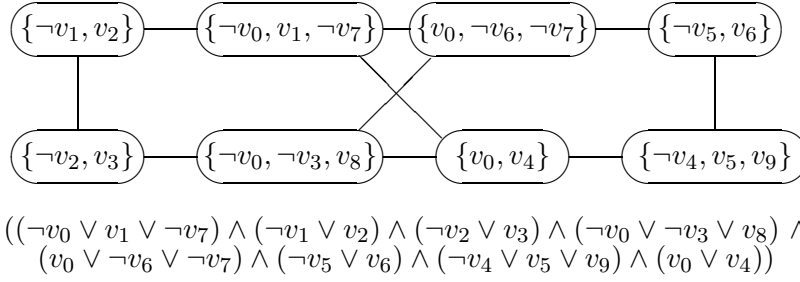 {¬v₁, v₂} {¬v₀, v₁, ¬v₇} {v₀, ¬v₆, ¬v₇} {¬v₅, v₆}
{¬v₂, v₃} {¬v₀, ¬v₃, v₈} {v₀, v₄} {¬v₄, v₅, v₉}
((¬v₀ ∨ v₁ ∨ ¬v₇) ∧ (¬v₁ ∨ v₂) ∧ (¬v₂ ∨ v₃) ∧ (¬v₀ ∨ ¬v₃ ∨ v₈) ∧
(v₀ ∨ ¬v₆ ∨ ¬v₇) ∧ (¬v₅ ∨ v₆) ∧ (¬v₄ ∨ v₅ ∨ v₉) ∧ (v₀ ∨ v₄))